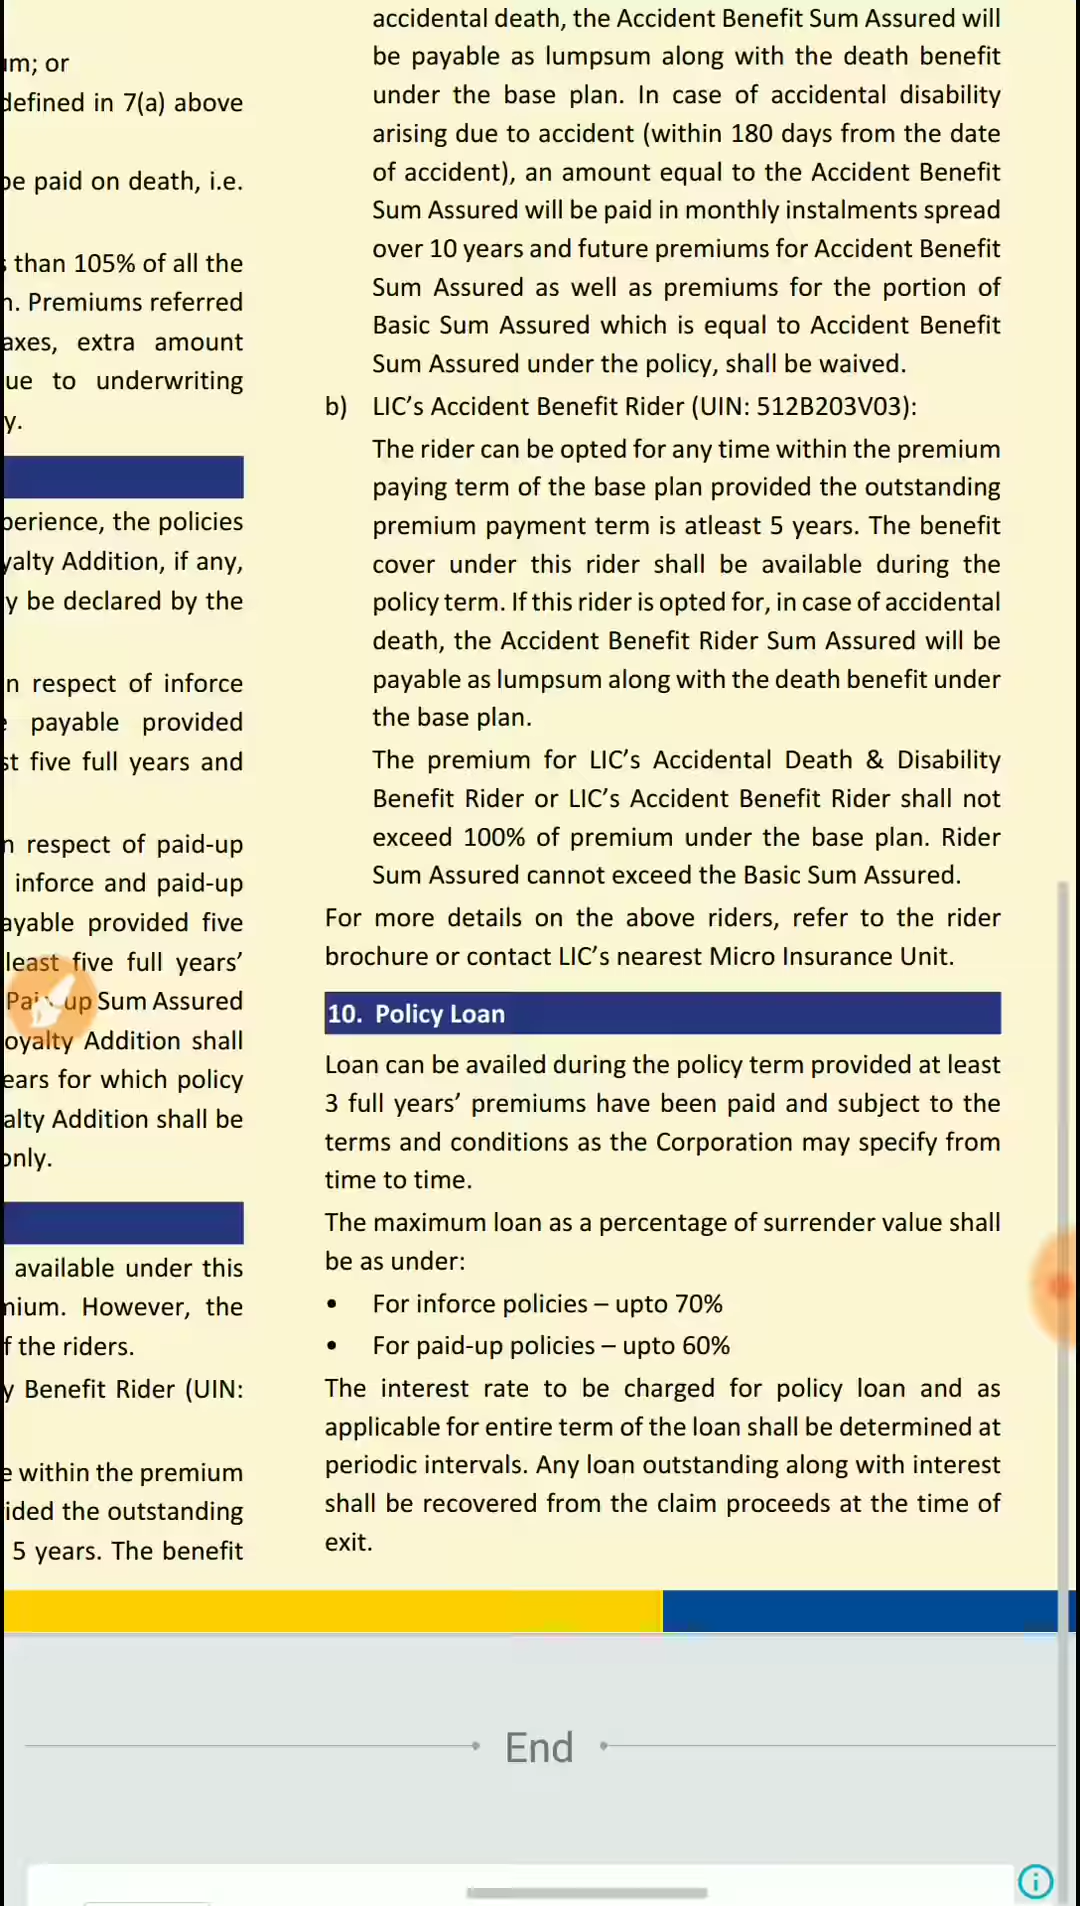 um; or
defined in 7(a) above
be paid on death, i.e.
than 105% of all the
n. Premiums referred
axes, extra amount
ue to underwriting
y.
perience, the policies
yalty Addition, if any,
y be declared by the
n respect of inforce
payable provided
st five full years and
n respect of paid-up
inforce and paid-up
ayable provided five
least five full years’
Paid-up Sum Assured
oyalty Addition shall
ears for which policy
alty Addition shall be
only.
available under this
mium. However, the
f the riders.
y Benefit Rider (UIN:
e within the premium
ided the outstanding
5 years. The benefit
accidental death, the Accident Benefit Sum Assured will
be payable as lumpsum along with the death benefit
under the base plan. In case of accidental disability
arising due to accident (within 180 days from the date
of accident), an amount equal to the Accident Benefit
Sum Assured will be paid in monthly instalments spread
over 10 years and future premiums for Accident Benefit
Sum Assured as well as premiums for the portion of
Basic Sum Assured which is equal to Accident Benefit
Sum Assured under the policy, shall be waived.
b) LIC’s Accident Benefit Rider (UIN: 512B203V03):
The rider can be opted for any time within the premium
paying term of the base plan provided the outstanding
premium payment term is atleast 5 years. The benefit
cover under this rider shall be available during the
policy term. If this rider is opted for, in case of accidental
death, the Accident Benefit Rider Sum Assured will be
payable as lumpsum along with the death benefit under
the base plan.
The premium for LIC’s Accidental Death & Disability
Benefit Rider or LIC’s Accident Benefit Rider shall not
exceed 100% of premium under the base plan. Rider
Sum Assured cannot exceed the Basic Sum Assured.
For more details on the above riders, refer to the rider
brochure or contact LIC’s nearest Micro Insurance Unit.
10. Policy Loan
Loan can be availed during the policy term provided at least
3 full years’ premiums have been paid and subject to the
terms and conditions as the Corporation may specify from
time to time.
The maximum loan as a percentage of surrender value shall
be as under:
• For inforce policies – upto 70%
• For paid-up policies – upto 60%
The interest rate to be charged for policy loan and as
applicable for entire term of the loan shall be determined at
periodic intervals. Any loan outstanding along with interest
shall be recovered from the claim proceeds at the time of
exit.
End